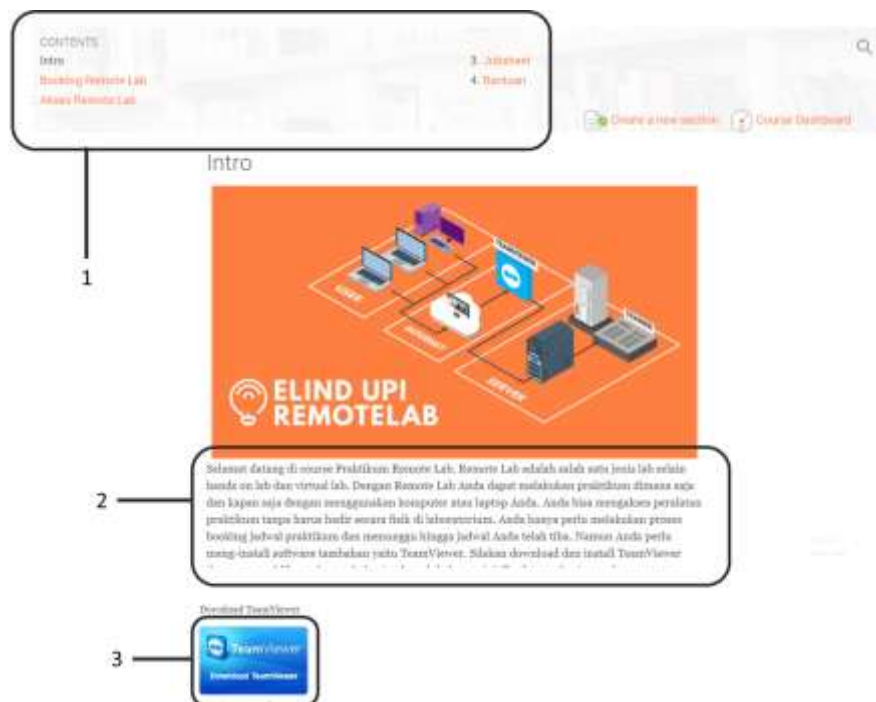 CONTENTS
Intro
Booking Remote Lab
Akses Remote Lab
3. Jobsheet
4. Bantuan
Create a new section
Course Dashboard
Intro
1
TEAMVIEWER
USER
INTERNET
SERVER
ELIND UPI
REMOTELAB
2
Selamat datang di course Praktikum Remote Lab, Remote Lab adalah salah satu jenis lab selain
hands on lab dan virtual lab. Dengan Remote Lab Anda dapat melakukan praktikum dimana saja
dan kapan saja dengan menggunakan komputer atau laptop Anda. Anda bisa mengakses peralatan
praktikum tanpa harus hadir secara fisik di laboratorium. Anda hanya perlu melakukan proses
booking jadwal praktikum dan menunggu hingga jadwal Anda telah tiba. Namun Anda perlu
meng-install software tambahan yaitu TeamViewer. Silakan download dan install TeamViewer
Download TeamViewer
3
TeamViewer
Download TeamViewer